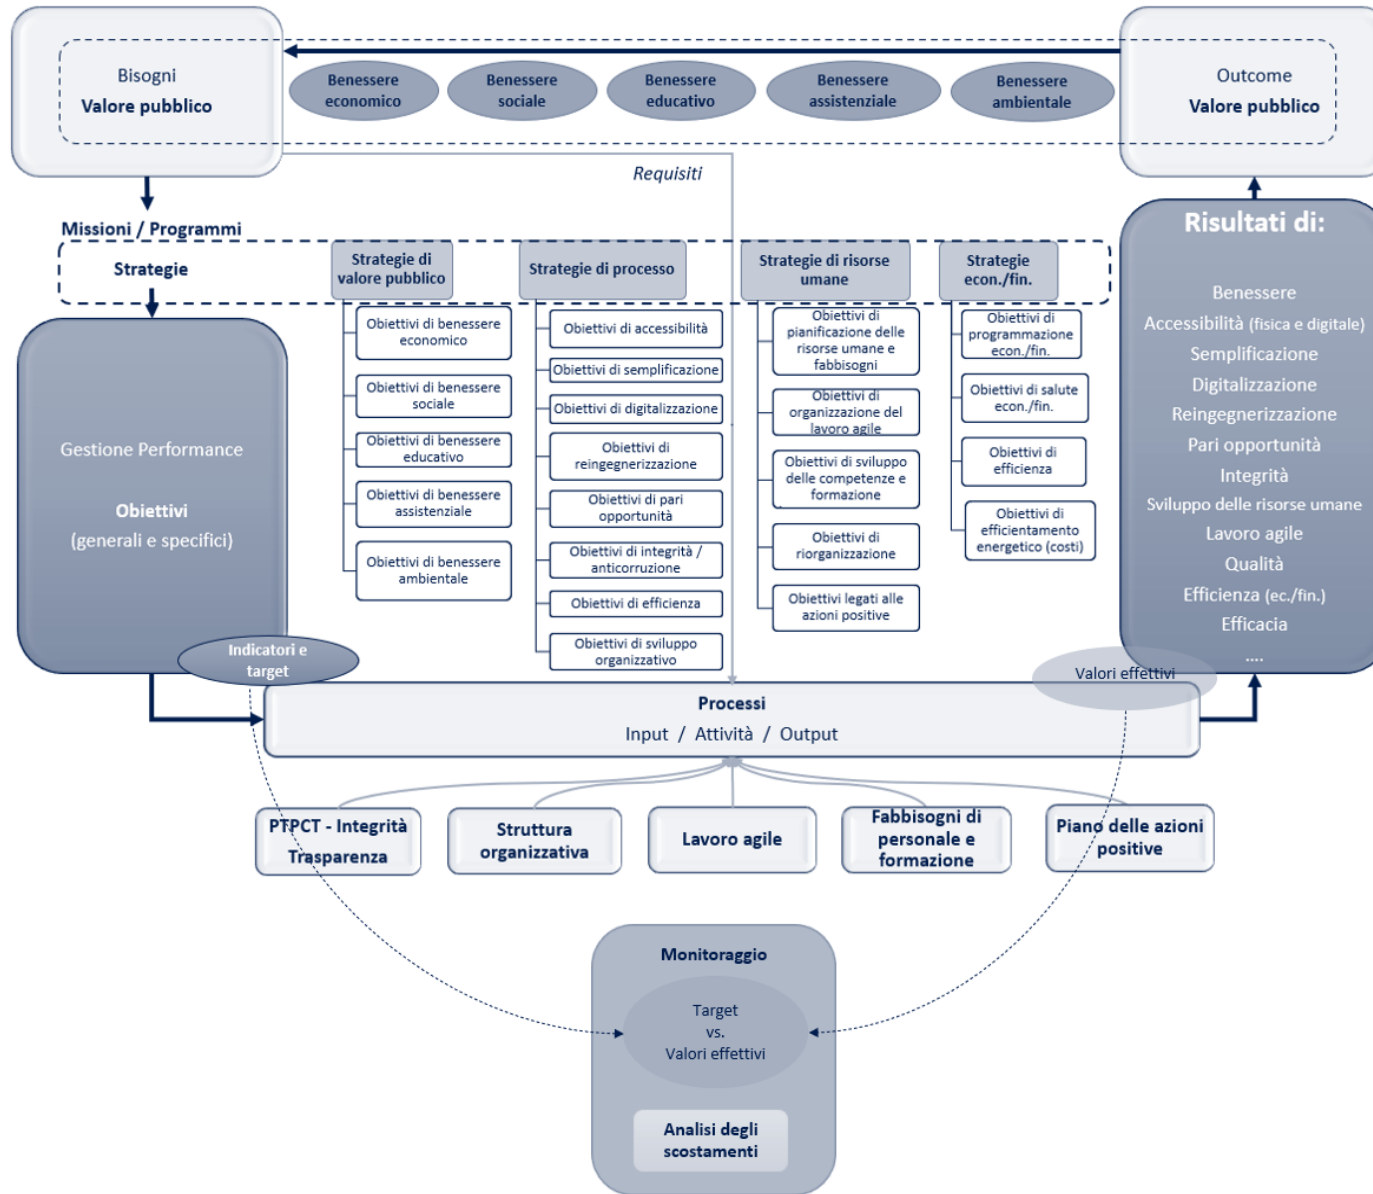 Bisogni
Valore pubblico
Benessere
economico
Benessere
sociale
Benessere
educativo
Benessere
assistenziale
Benessere
ambientale
Outcome
Valore pubblico
Requisiti
Missioni / Programmi
Strategie
Strategie di
valore pubblico
Obiettivi di benessere
economico
Obiettivi di benessere
sociale
Obiettivi di benessere
educativo
Obiettivi di benessere
assistenziale
Obiettivi di benessere
ambientale
Strategie di processo
Obiettivi di accessibilità
Obiettivi di semplificazione
Obiettivi di digitalizzazione
Obiettivi di
reingegnerizzazione
Obiettivi di pari
opportunità
Obiettivi di integrità /
anticorruzione
Obiettivi di efficienza
Obiettivi di sviluppo
organizzativo
Strategie di risorse
umane
Obiettivi di
pianificazione delle
risorse umane e
fabbisogni
Obiettivi di
organizzazione del
lavoro agile
Obiettivi di sviluppo
delle competenze e
formazione
Obiettivi di
riorganizzazione
Obiettivi legati alle
azioni positive
Strategie
econ./fin.
Obiettivi di
programmazione
econ./fin.
Obiettivi di salute
econ./fin.
Obiettivi di
efficienza
Obiettivi di
efficientamento
energetico (costi)
Gestione Performance
Obiettivi
(generali e specifici)
Indicatori e
target
Risultati di:
Benessere
Accessibilità (fisica e digitale)
Semplificazione
Digitalizzazione
Reingegnerizzazione
Pari opportunità
Integrità
Sviluppo delle risorse umane
Lavoro agile
Qualità
Efficienza (ec./fin.)
Efficacia
....
Valori effettivi
Processi
Input / Attività / Output
PTPCT - Integrità
Trasparenza
Struttura
organizzativa
Lavoro agile
Fabbisogni di
personale e
formazione
Piano delle azioni
positive
Monitoraggio
Target
vs.
Valori effettivi
Analisi degli
scostamenti